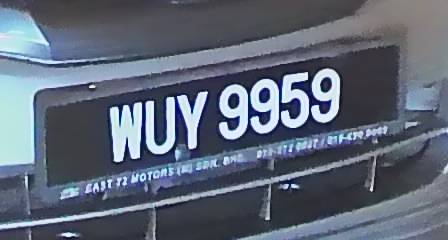 WUY 9959
EAST 72 MOTORS (M) SDN. BHD.